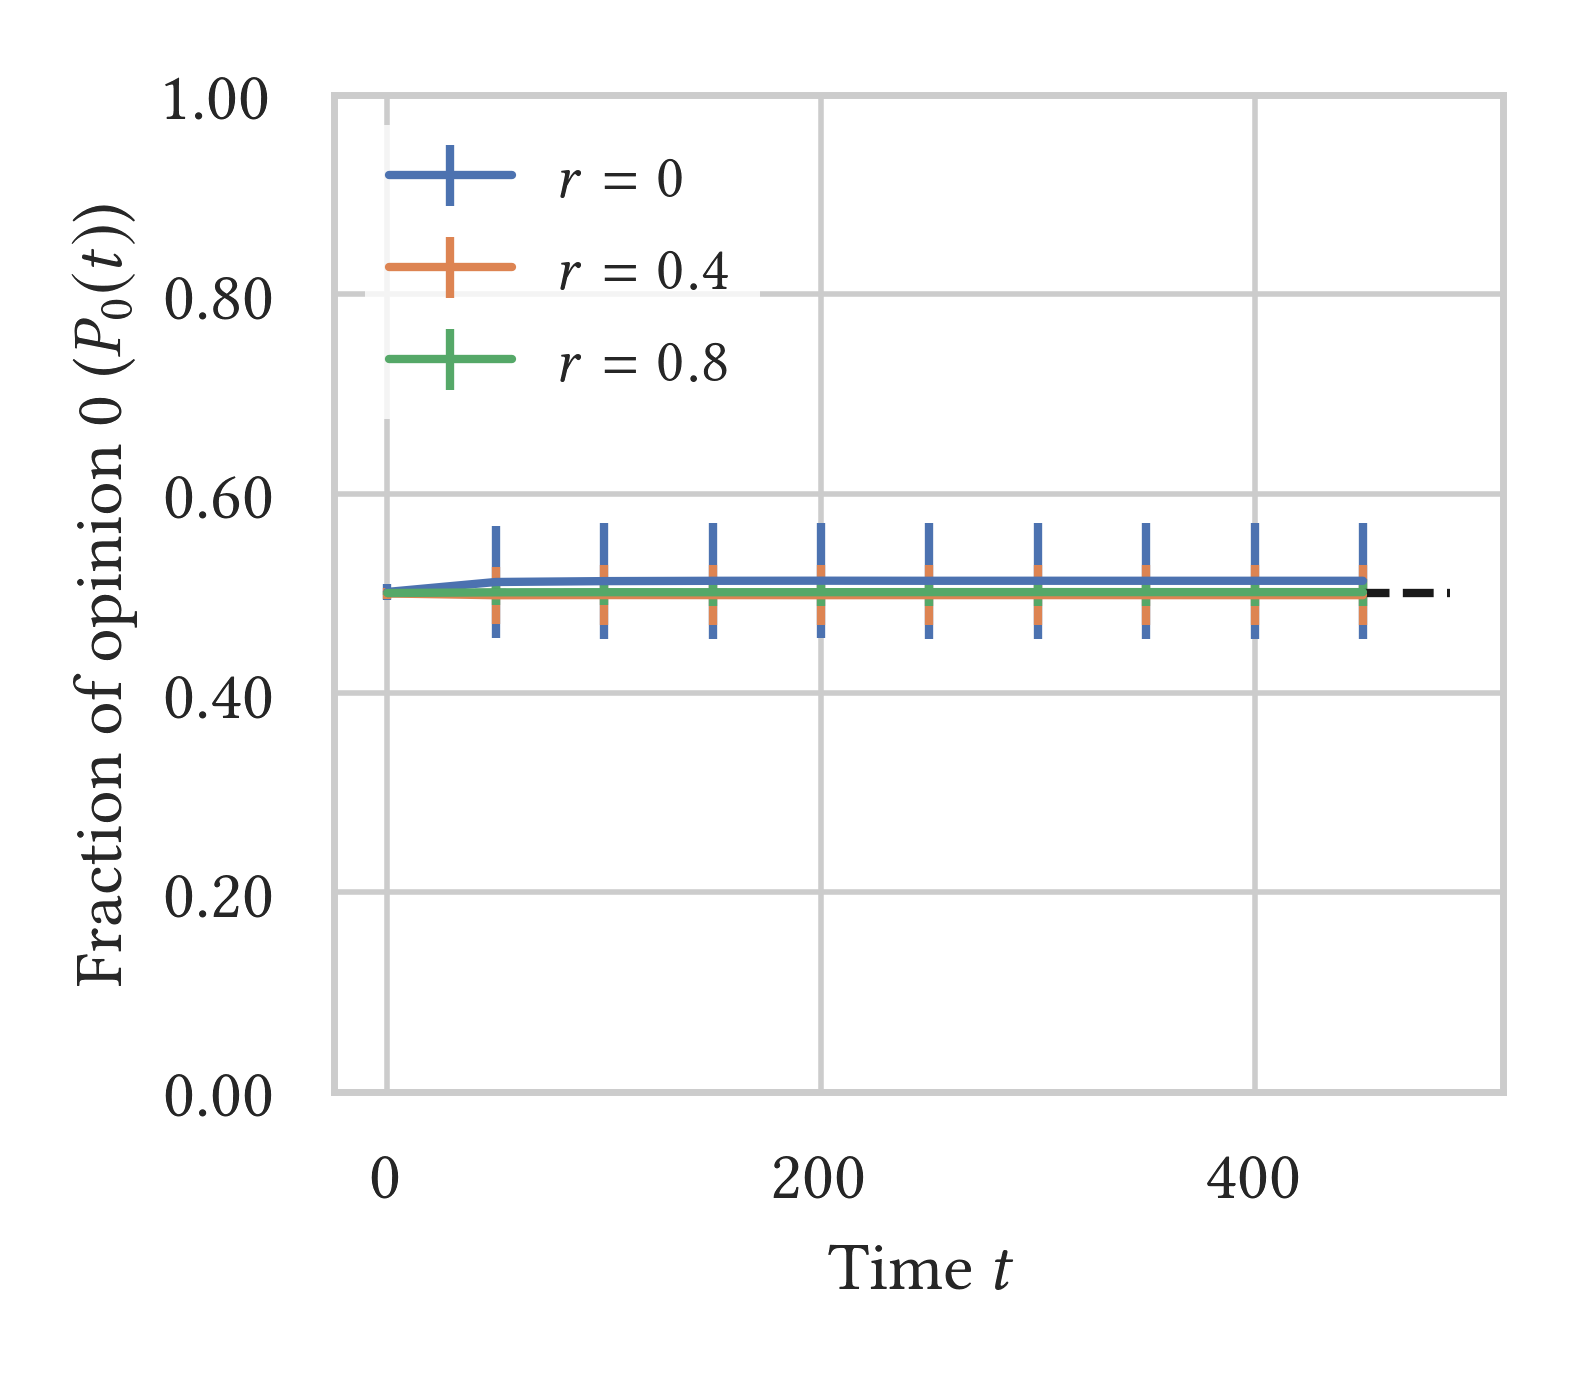 1.00
0.80
0.60
0.40
0.20
0.00
Fraction of opinion 0 (P₀(t))
r = 0
r = 0.4
r = 0.8
0 200 400
Time t